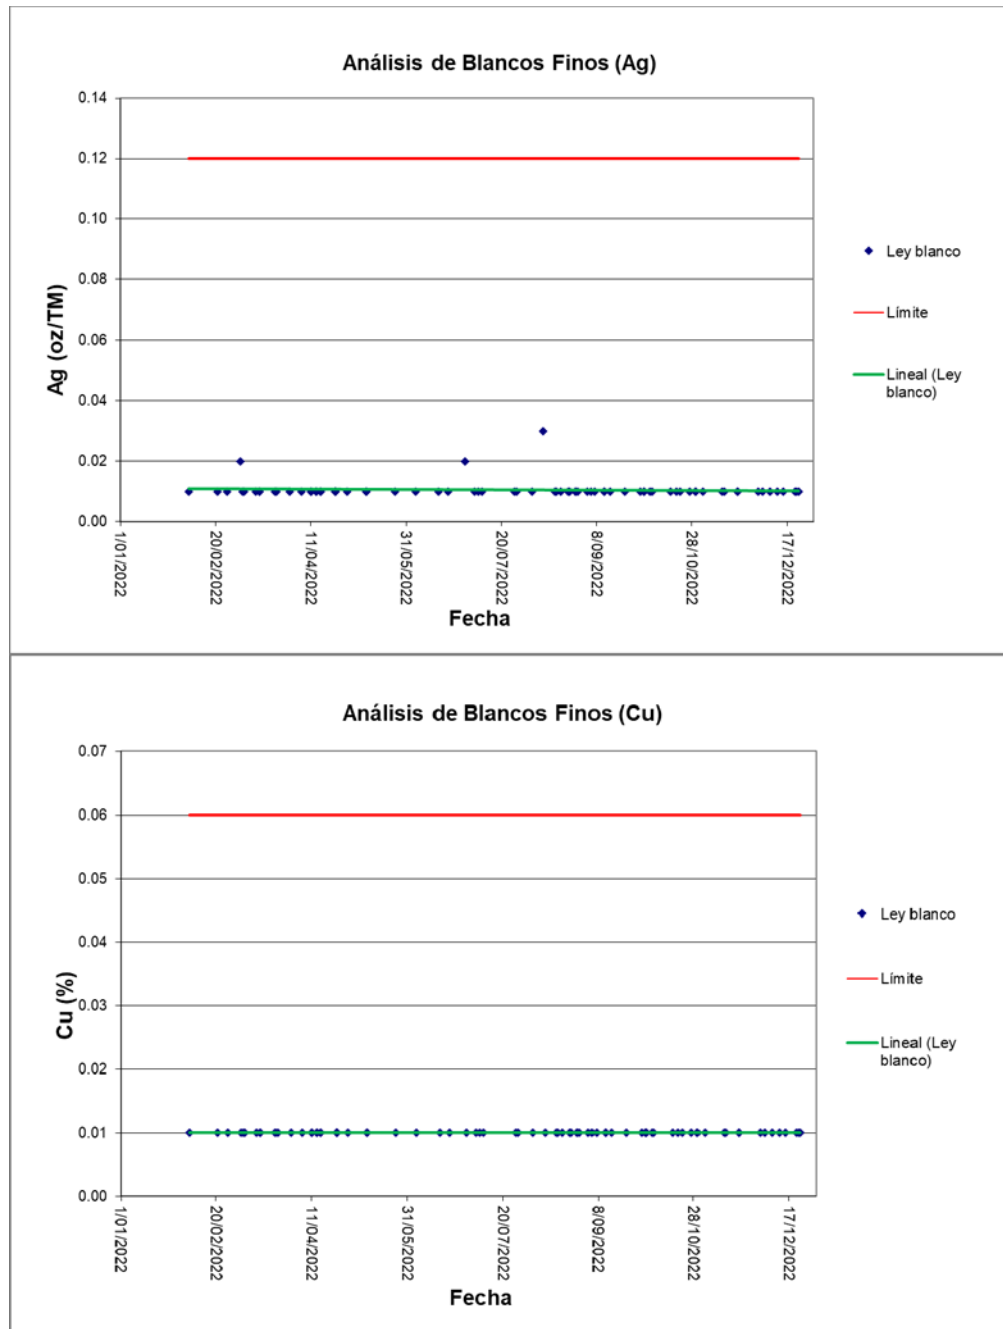 Análisis de Blancos Finos (Ag)
0.14
0.12
0.10
0.08
0.06
0.04
0.02
0.00
Ag (oz/TM)
1/01/2022
20/02/2022
11/04/2022
31/05/2022
20/07/2022
8/09/2022
28/10/2022
17/12/2022
Fecha
Ley blanco
Límite
Lineal (Ley
blanco)
Análisis de Blancos Finos (Cu)
0.07
0.06
0.05
0.04
0.03
0.02
0.01
0.00
Cu (%)
1/01/2022
20/02/2022
11/04/2022
31/05/2022
20/07/2022
8/09/2022
28/10/2022
17/12/2022
Fecha
Ley blanco
Límite
Lineal (Ley
blanco)